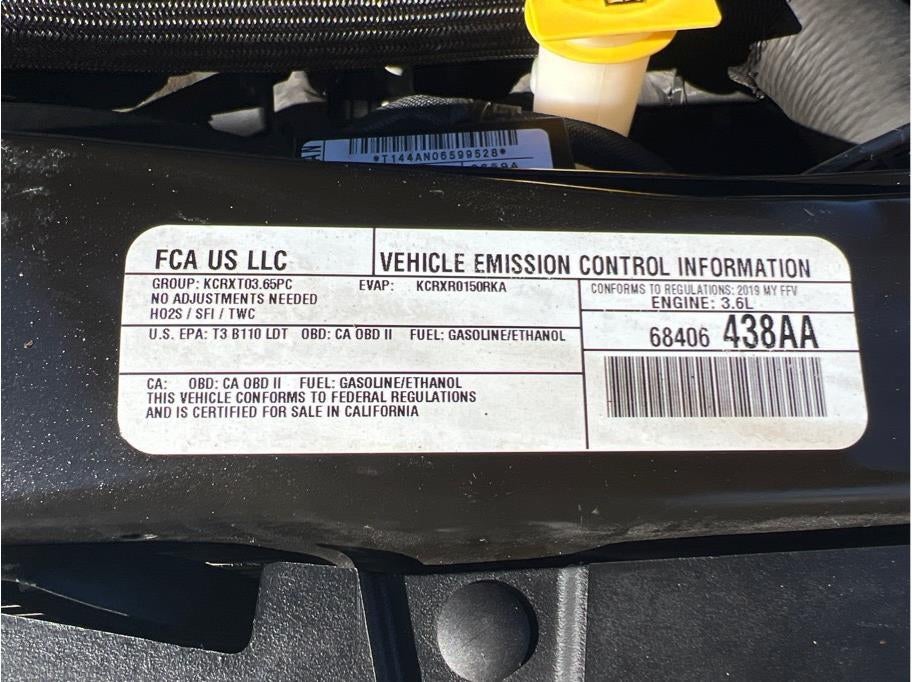 *T144AN06599528*
FCA US LLC
VEHICLE EMISSION CONTROL INFORMATION
GROUP: KCRXT03.65PC EVAP: KCRXR0150RKA
NO ADJUSTMENTS NEEDED
HO2S / SFI / TWC
CONFORMS TO REGULATIONS: 2019 MY FFV
ENGINE: 3.6L
U.S. EPA: T3 B110 LDT OBD: CA OBD II FUEL: GASOLINE/ETHANOL
68406 438AA
CA: OBD: CA OBD II FUEL: GASOLINE/ETHANOL
THIS VEHICLE CONFORMS TO FEDERAL REGULATIONS
AND IS CERTIFIED FOR SALE IN CALIFORNIA